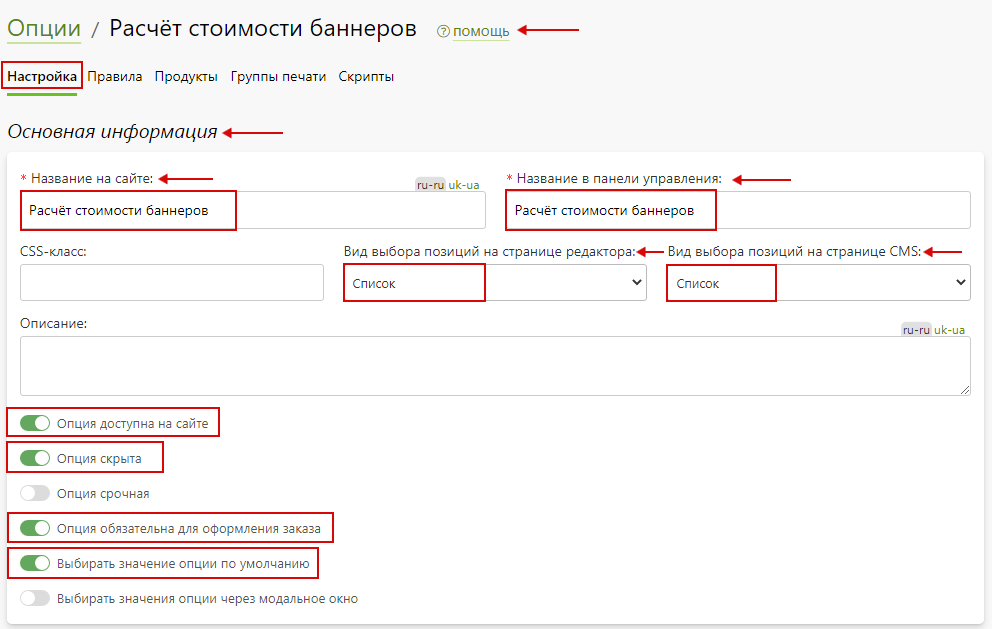 Опции / Расчёт стоимости баннеров ? помощь
Настройка Правила Продукты Группы печати Скрипты
Основная информация
* Название на сайте: ru-ru uk-ua * Название в панели управления:
Расчёт стоимости баннеров Расчёт стоимости баннеров
CSS-класс: Вид выбора позиций на странице редактора: Вид выбора позиций на странице CMS:
Список Список
Описание: ru-ru uk-ua
Опция доступна на сайте
Опция скрыта
Опция срочная
Опция обязательна для оформления заказа
Выбирать значение опции по умолчанию
Выбирать значения опции через модальное окно